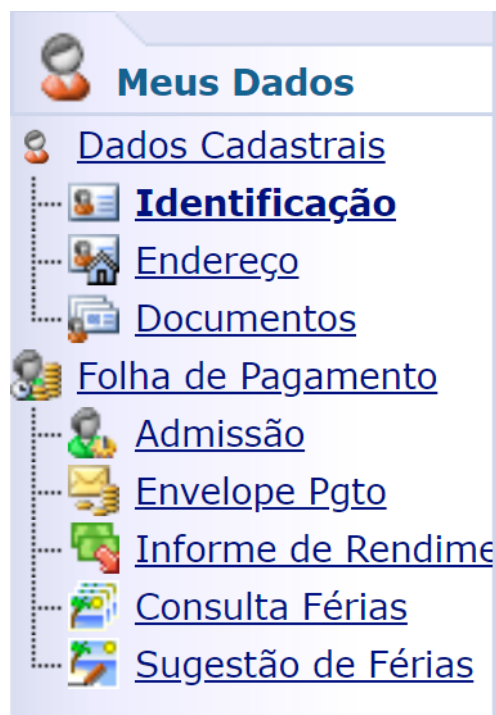 Meus Dados
Dados Cadastrais
Identificação
Endereço
Documentos
Folha de Pagamento
Admissão
Envelope Pgto
Informe de Rendime
Consulta Férias
Sugestão de Férias